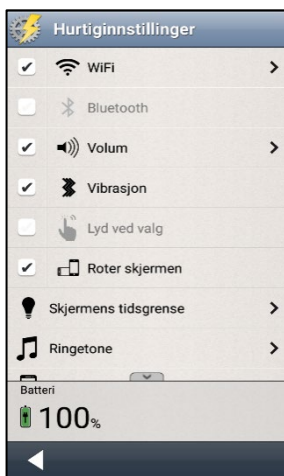 Hurtiginnstillinger
WiFi
Bluetooth
Volum
Vibrasjon
Lyd ved valg
Roter skjermen
Skjermens tidsgrense
Ringetone
Batteri
100%